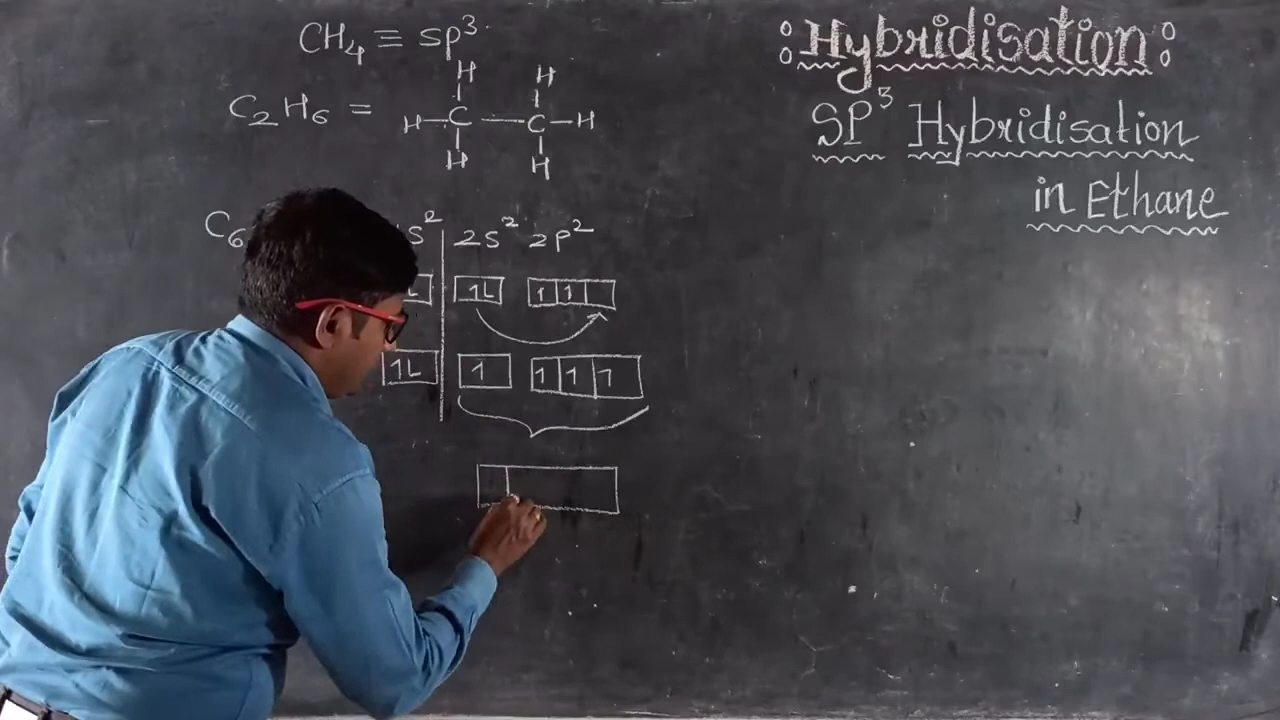 CH4 ≡ sp³
H H
C2H6 = H—C—C—H
H H
C6 s² 2s² 2p²
1L 1 1
1L 1 1 1 1
:Hybridisation:
SP³ Hybridisation
in Ethane